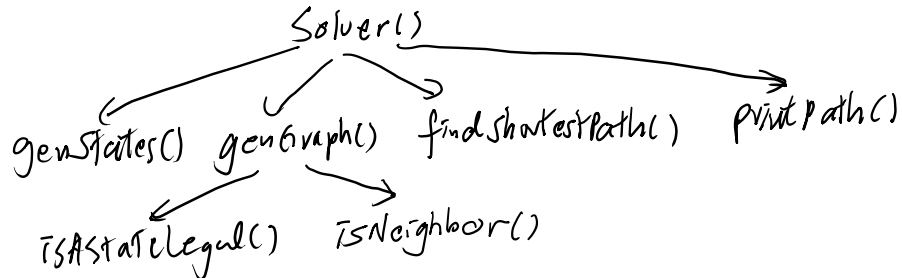 Solver()
genStates() genGraph() findShortestPath() printPath()
isAStateLegal() isNeighbor()